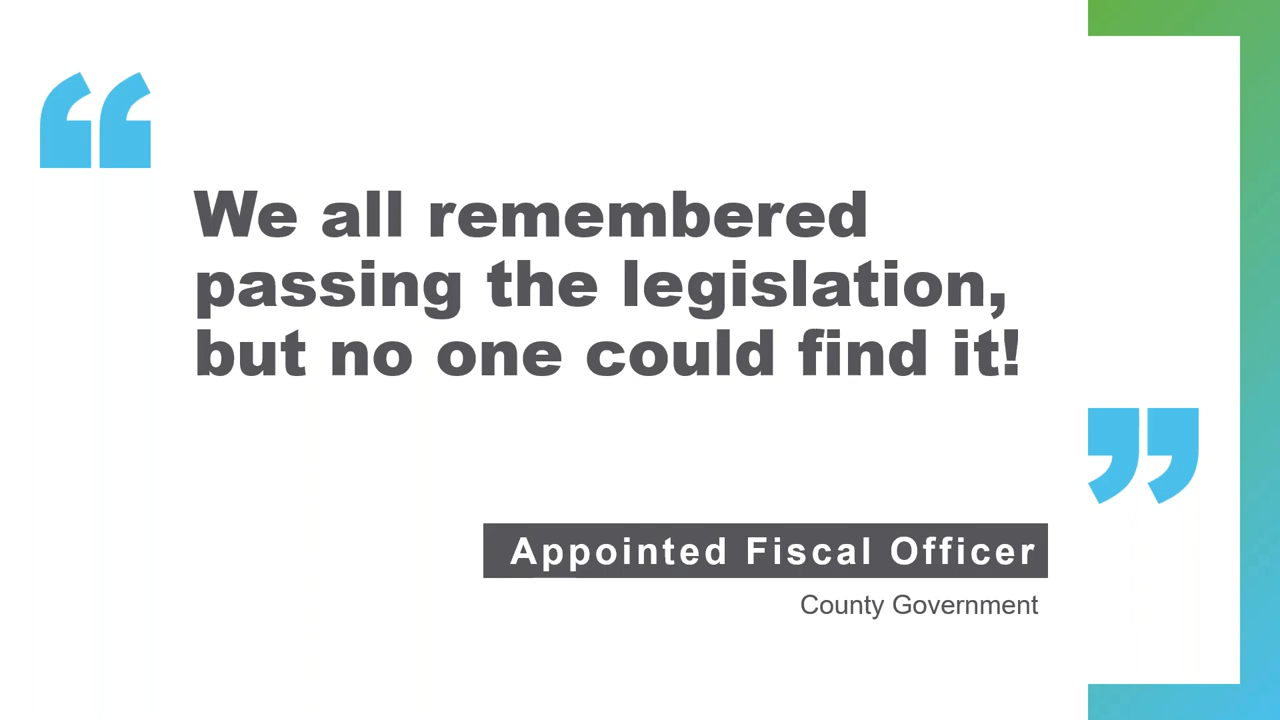 “
We all remembered
passing the legislation,
but no one could find it!
”
Appointed Fiscal Officer
County Government